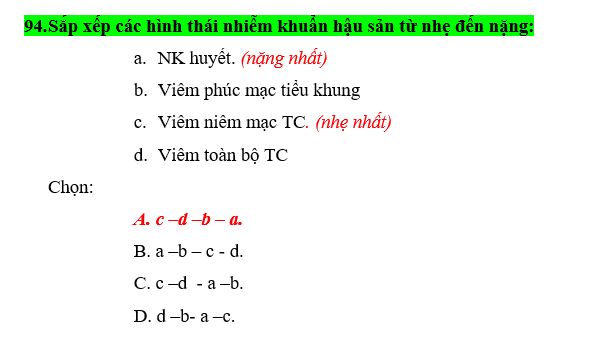 94.Sắp xếp các hình thái nhiễm khuẩn hậu sản từ nhẹ đến nặng:
a. NK huyết. (nặng nhất)
b. Viêm phúc mạc tiểu khung
c. Viêm niêm mạc TC. (nhẹ nhất)
d. Viêm toàn bộ TC
Chọn:
A. c –d –b – a.
B. a –b – c - d.
C. c –d - a –b.
D. d –b- a –c.